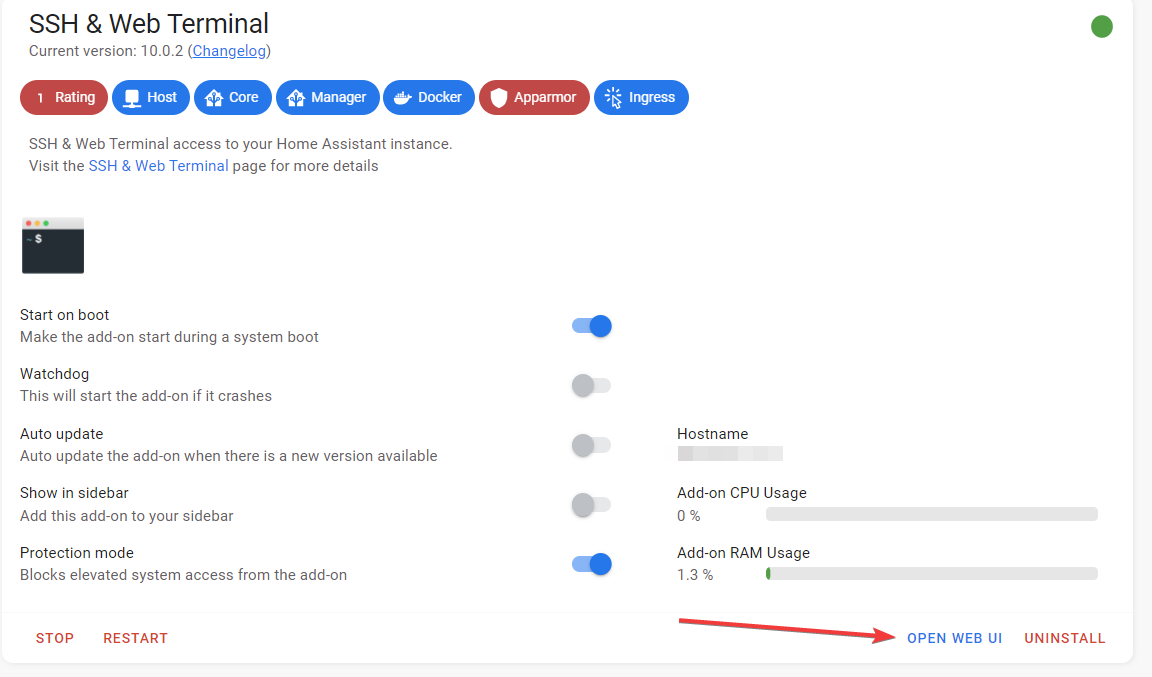 SSH & Web Terminal
Current version: 10.0.2 (Changelog)
1 Rating Host Core Manager Docker Apparmor Ingress
SSH & Web Terminal access to your Home Assistant instance.
Visit the SSH & Web Terminal page for more details
~ $
Start on boot
Make the add-on start during a system boot
Watchdog
This will start the add-on if it crashes
Auto update
Auto update the add-on when there is a new version available
Hostname
Show in sidebar
Add this add-on to your sidebar
Add-on CPU Usage
0 %
Protection mode
Blocks elevated system access from the add-on
Add-on RAM Usage
1.3 %
STOP RESTART OPEN WEB UI UNINSTALL